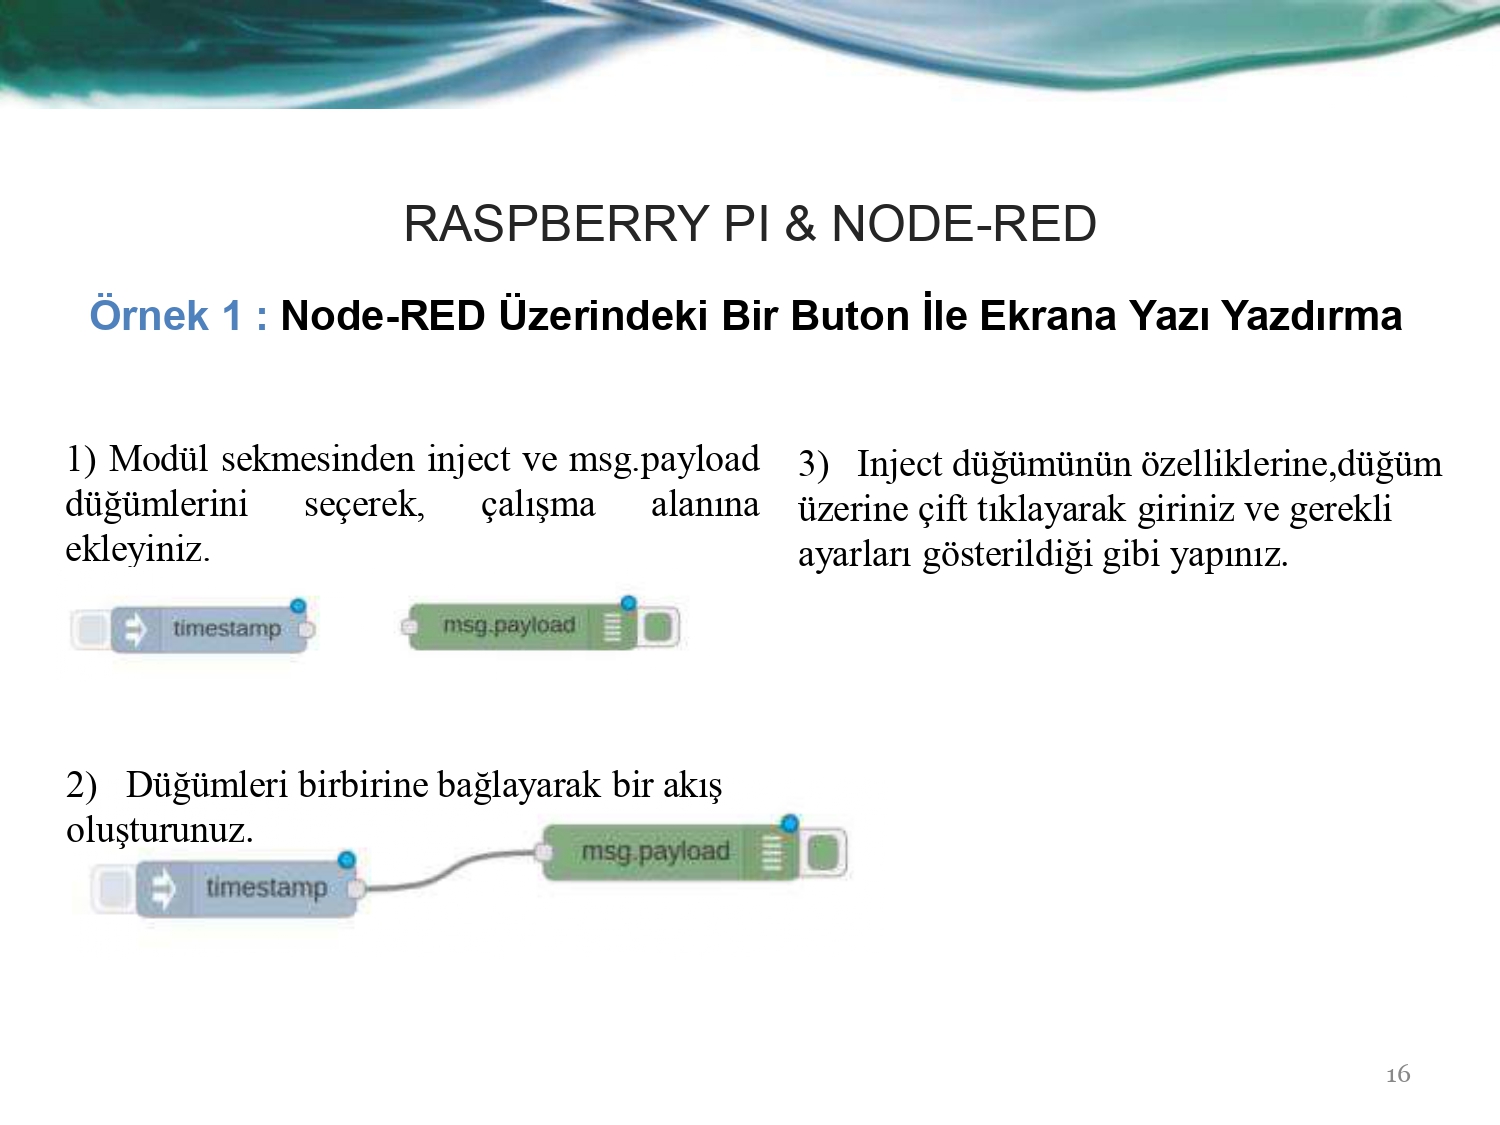 RASPBERRY PI & NODE-RED
Örnek 1 : Node-RED Üzerindeki Bir Buton İle Ekrana Yazı Yazdırma
1) Modül sekmesinden inject ve msg.payload
düğümlerini seçerek, çalışma alanına
ekleyiniz.
timestamp
msg.payload
2) Düğümleri birbirine bağlayarak bir akış
oluşturunuz.
timestamp
msg.payload
3) Inject düğümünün özelliklerine,düğüm
üzerine çift tıklayarak giriniz ve gerekli
ayarları gösterildiği gibi yapınız.
16